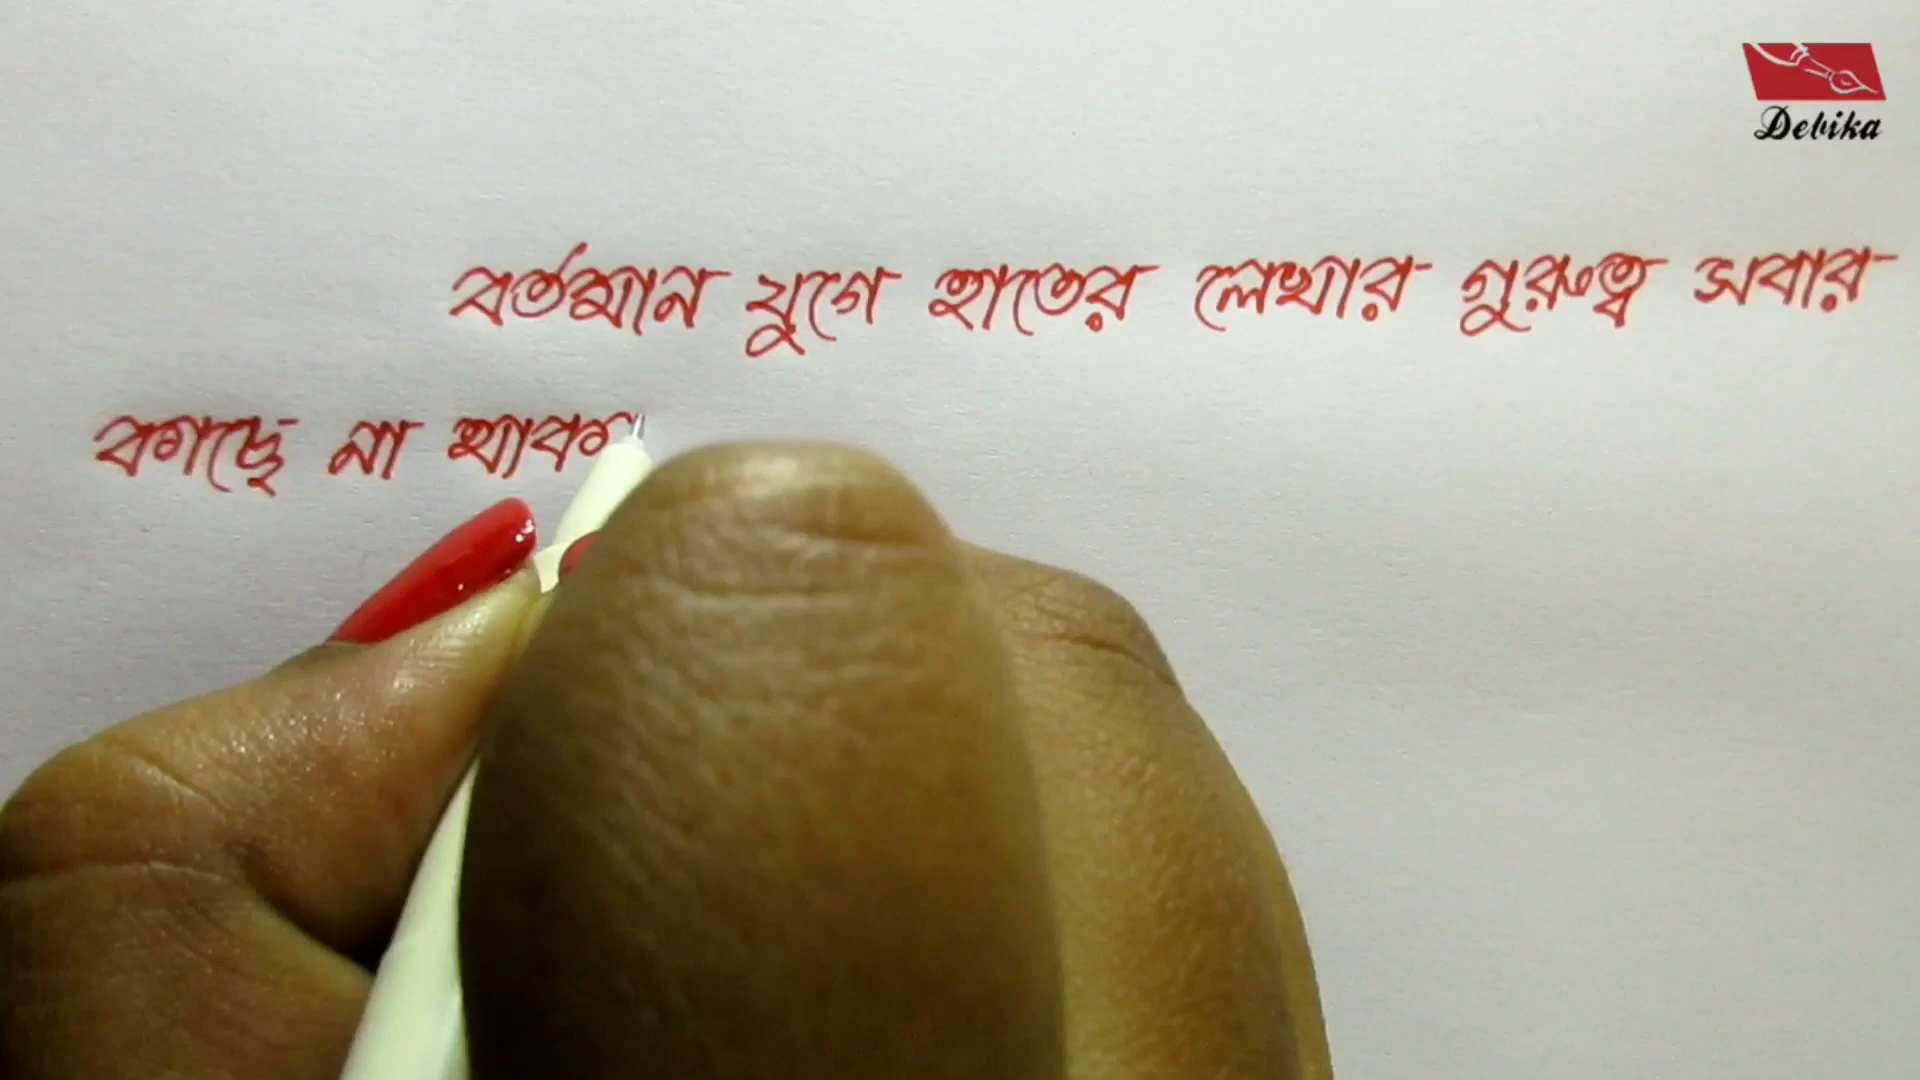 Debika
বর্তমান যুগে হাতের লেখার গুরুত্ব সবার
কাছে না থাক